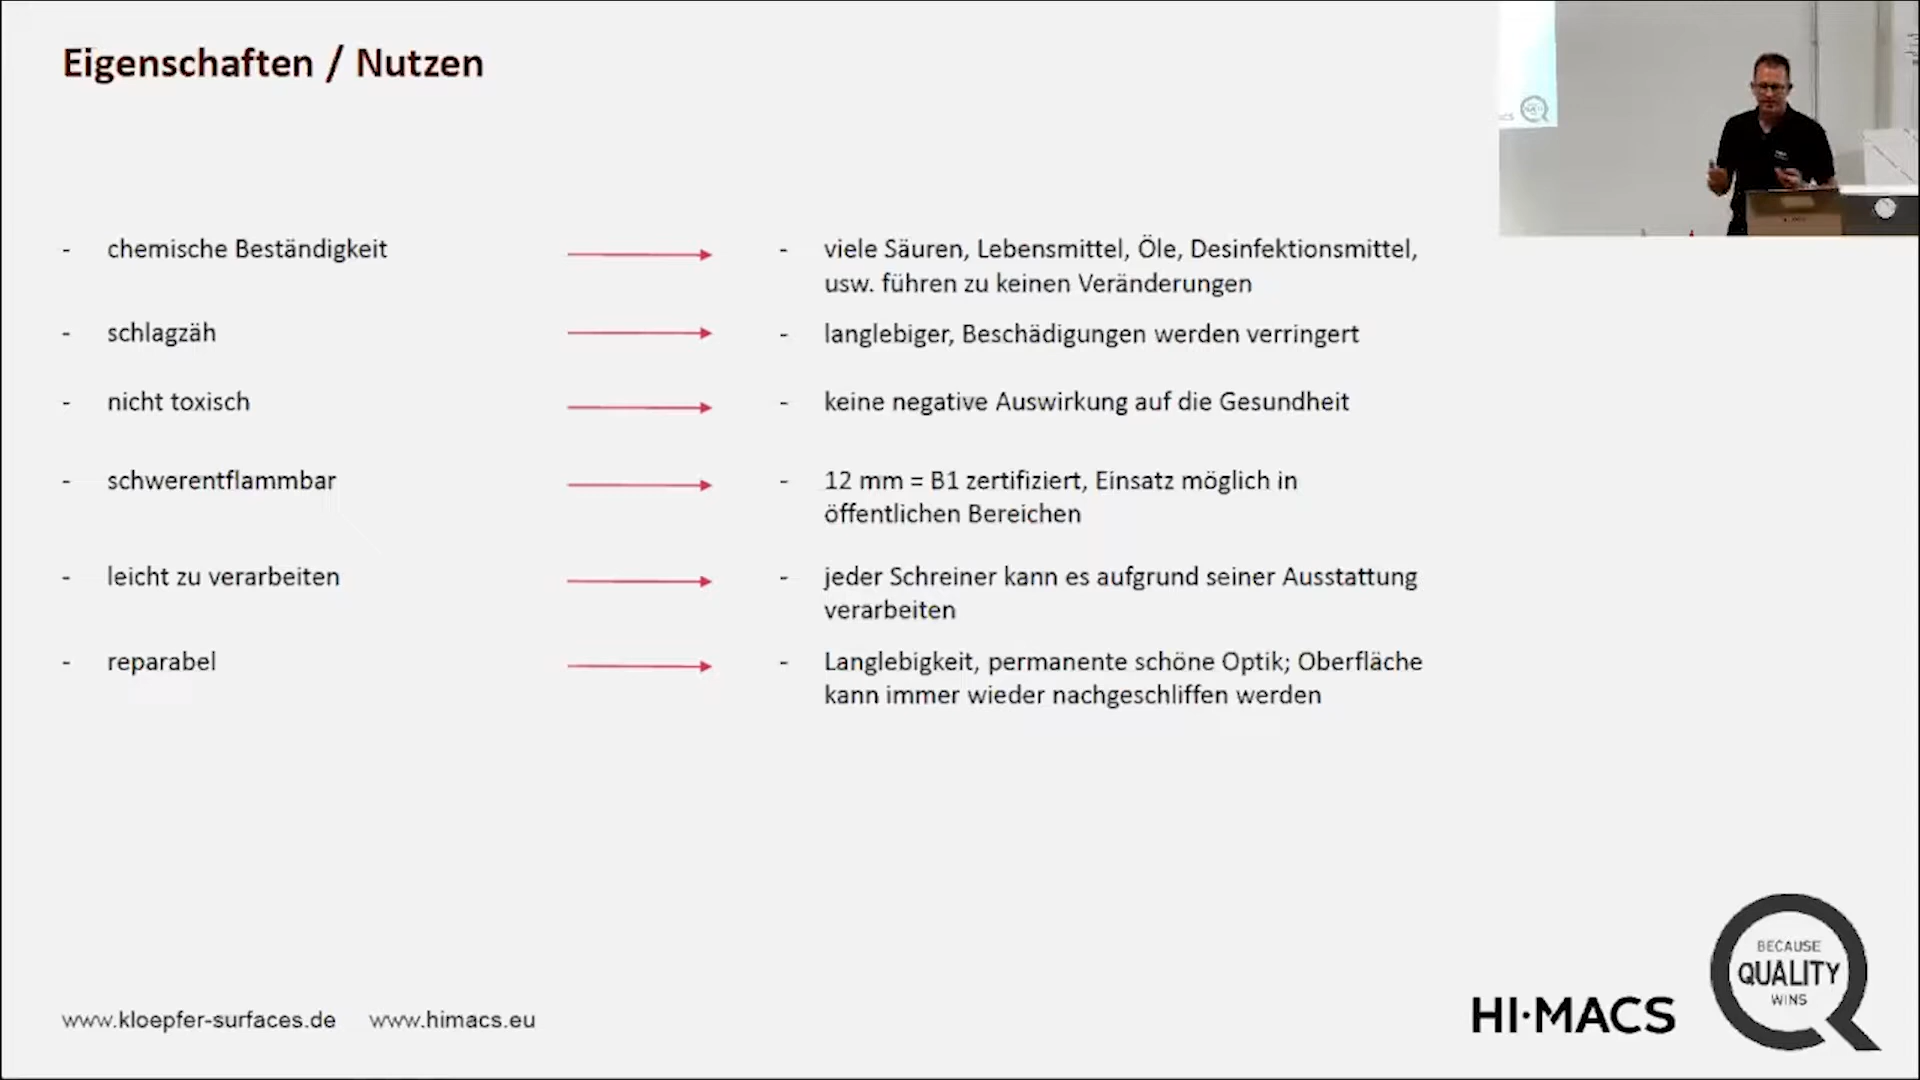 Eigenschaften / Nutzen
- chemische Beständigkeit
- viele Säuren, Lebensmittel, Öle, Desinfektionsmittel,
usw. führen zu keinen Veränderungen
- schlagzäh
- langlebiger, Beschädigungen werden verringert
- nicht toxisch
- keine negative Auswirkung auf die Gesundheit
- schwerentflammbar
- 12 mm = B1 zertifiziert, Einsatz möglich in
öffentlichen Bereichen
- leicht zu verarbeiten
- jeder Schreiner kann es aufgrund seiner Ausstattung
verarbeiten
- reparabel
- Langlebigkeit, permanente schöne Optik; Oberfläche
kann immer wieder nachgeschliffen werden
www.kloepfer-surfaces.de www.himacs.eu
HI·MACS
BECAUSE
QUALITY
WINS